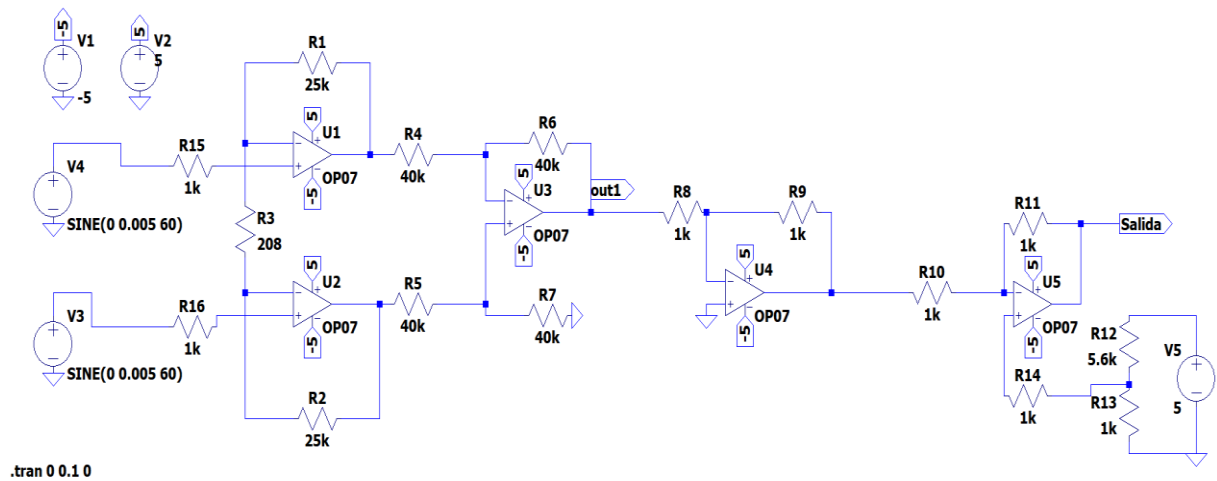 -5
V1
-5
5
V2
5
R1
25k
5
U1
-5
OP07
R15
1k
V4
SINE(0 0.005 60)
R3
208
R4
40k
R6
40k
5
U3
-5
OP07
out1
5
U2
-5
OP07
R5
40k
R7
40k
R16
1k
V3
SINE(0 0.005 60)
R2
25k
R8
1k
R9
1k
5
U4
-5
OP07
R10
1k
R11
1k
Salida
5
U5
-5
OP07
R12
5.6k
V5
5
R14
1k
R13
1k
.tran 0 0.1 0